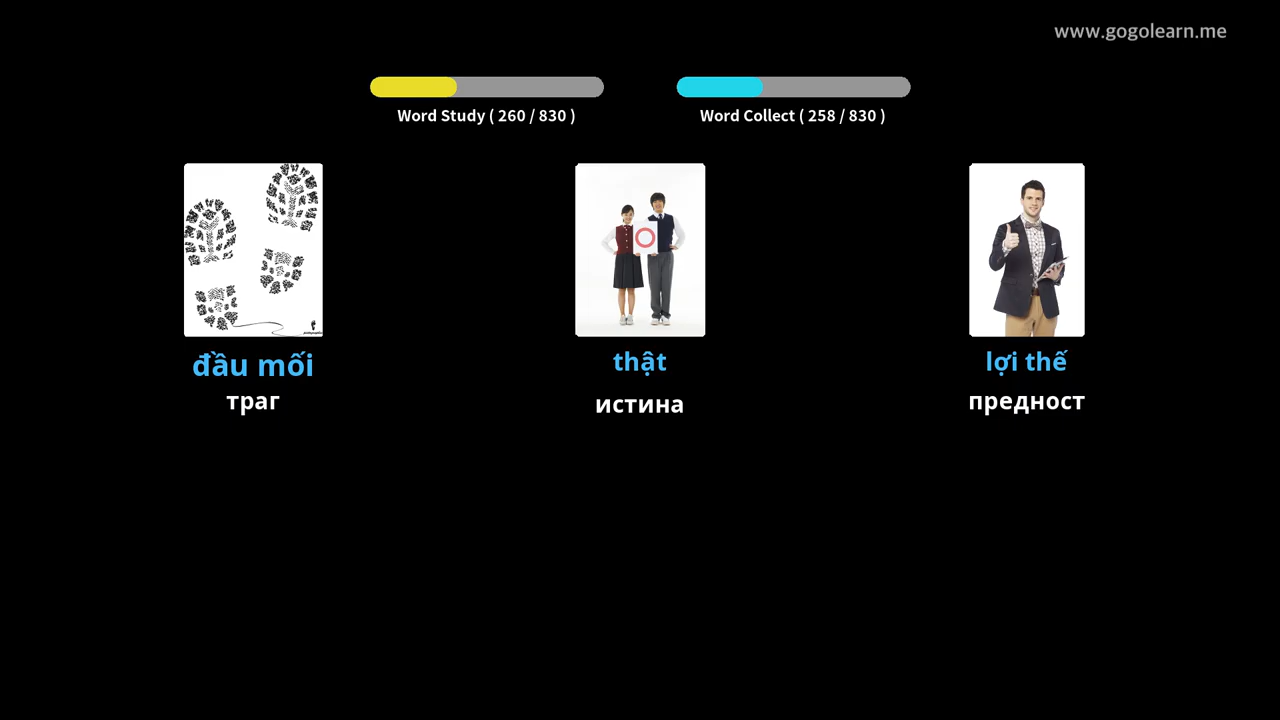 www.gogolearn.me
Word Study ( 260 / 830 )
Word Collect ( 258 / 830 )
đầu mối
траг
thật
истина
lợi thế
предност